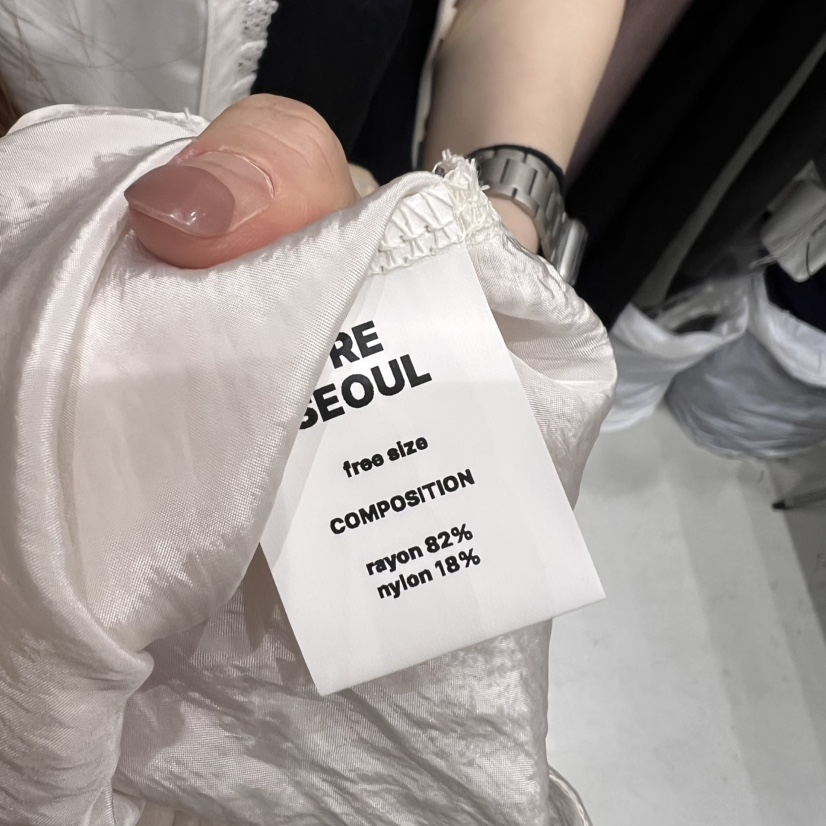 RE
SEOUL
free size
COMPOSITION
rayon 82%
nylon 18%